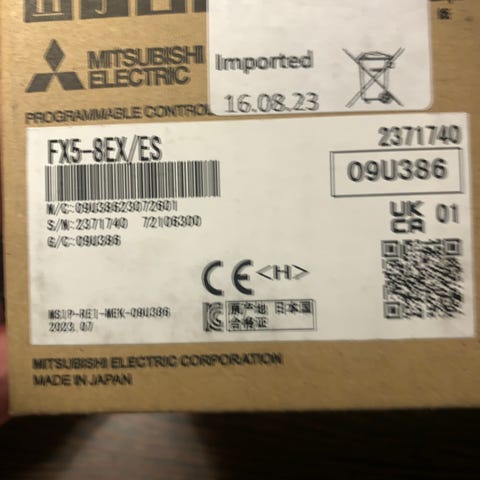 MITSUBISHI
ELECTRIC
Imported
16.08.23
PROGRAMMABLE CONTROL
FX5-8EX/ES
2371740
09U386
M/C:09U38623072601
S/N:2371740 72106300
G/C:09U386
UK
CA 01
CE <H>
MSIP-REI-MEK-09U386
2023.07
原产地 日本国
合格证
MITSUBISHI ELECTRIC CORPORATION
MADE IN JAPAN